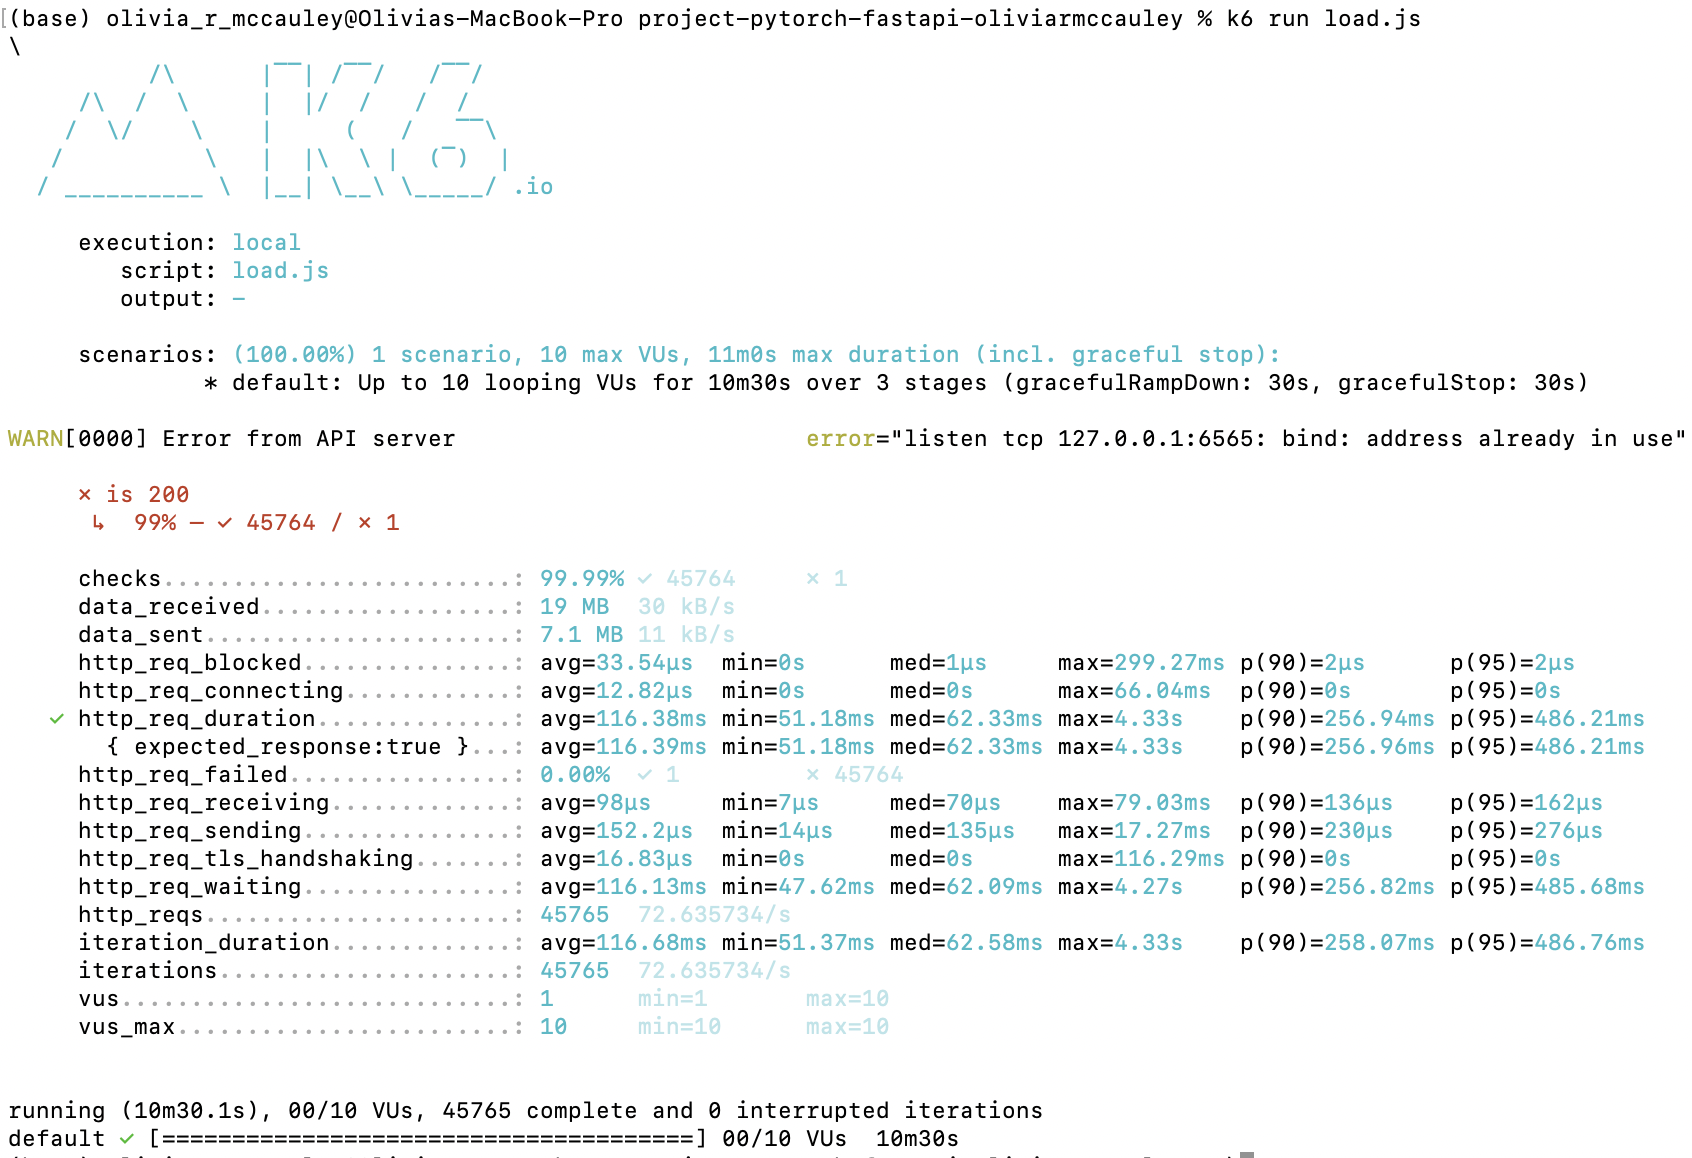 (base) olivia_r_mccauley@Olivias-MacBook-Pro project-pytorch-fastapi-oliviarmccauley % k6 run load.js
\
          /\      |‾‾| /‾‾/   /‾‾/
     /\  /  \     |  |/  /   /  /
    /  \/    \    |     (   /   ‾‾\
   /          \   |  |\  \ |  (‾)  |
  / __________ \  |__| \__\ \_____/ .io
execution: local
script: load.js
output: -
scenarios: (100.00%) 1 scenario, 10 max VUs, 11m0s max duration (incl. graceful stop):
* default: Up to 10 looping VUs for 10m30s over 3 stages (gracefulRampDown: 30s, gracefulStop: 30s)
WARN[0000] Error from API server error="listen tcp 127.0.0.1:6565: bind: address already in use"
✗ is 200
↳ 99% — ✓ 45764 / ✗ 1
checks.........................: 99.99% ✓ 45764 ✗ 1
data_received..................: 19 MB 30 kB/s
data_sent......................: 7.1 MB 11 kB/s
http_req_blocked...............: avg=33.54µs min=0s med=1µs max=299.27ms p(90)=2µs p(95)=2µs
http_req_connecting............: avg=12.82µs min=0s med=0s max=66.04ms p(90)=0s p(95)=0s
✓ http_req_duration..............: avg=116.38ms min=51.18ms med=62.33ms max=4.33s p(90)=256.94ms p(95)=486.21ms
{ expected_response:true }...: avg=116.39ms min=51.18ms med=62.33ms max=4.33s p(90)=256.96ms p(95)=486.21ms
http_req_failed................: 0.00% ✓ 1 ✗ 45764
http_req_receiving.............: avg=98µs min=7µs med=70µs max=79.03ms p(90)=136µs p(95)=162µs
http_req_sending...............: avg=152.2µs min=14µs med=135µs max=17.27ms p(90)=230µs p(95)=276µs
http_req_tls_handshaking.......: avg=16.83µs min=0s med=0s max=116.29ms p(90)=0s p(95)=0s
http_req_waiting...............: avg=116.13ms min=47.62ms med=62.09ms max=4.27s p(90)=256.82ms p(95)=485.68ms
http_reqs......................: 45765 72.635734/s
iteration_duration.............: avg=116.68ms min=51.37ms med=62.58ms max=4.33s p(90)=258.07ms p(95)=486.76ms
iterations.....................: 45765 72.635734/s
vus............................: 1 min=1 max=10
vus_max........................: 10 min=10 max=10
running (10m30.1s), 00/10 VUs, 45765 complete and 0 interrupted iterations
default ✓ [======================================] 00/10 VUs 10m30s